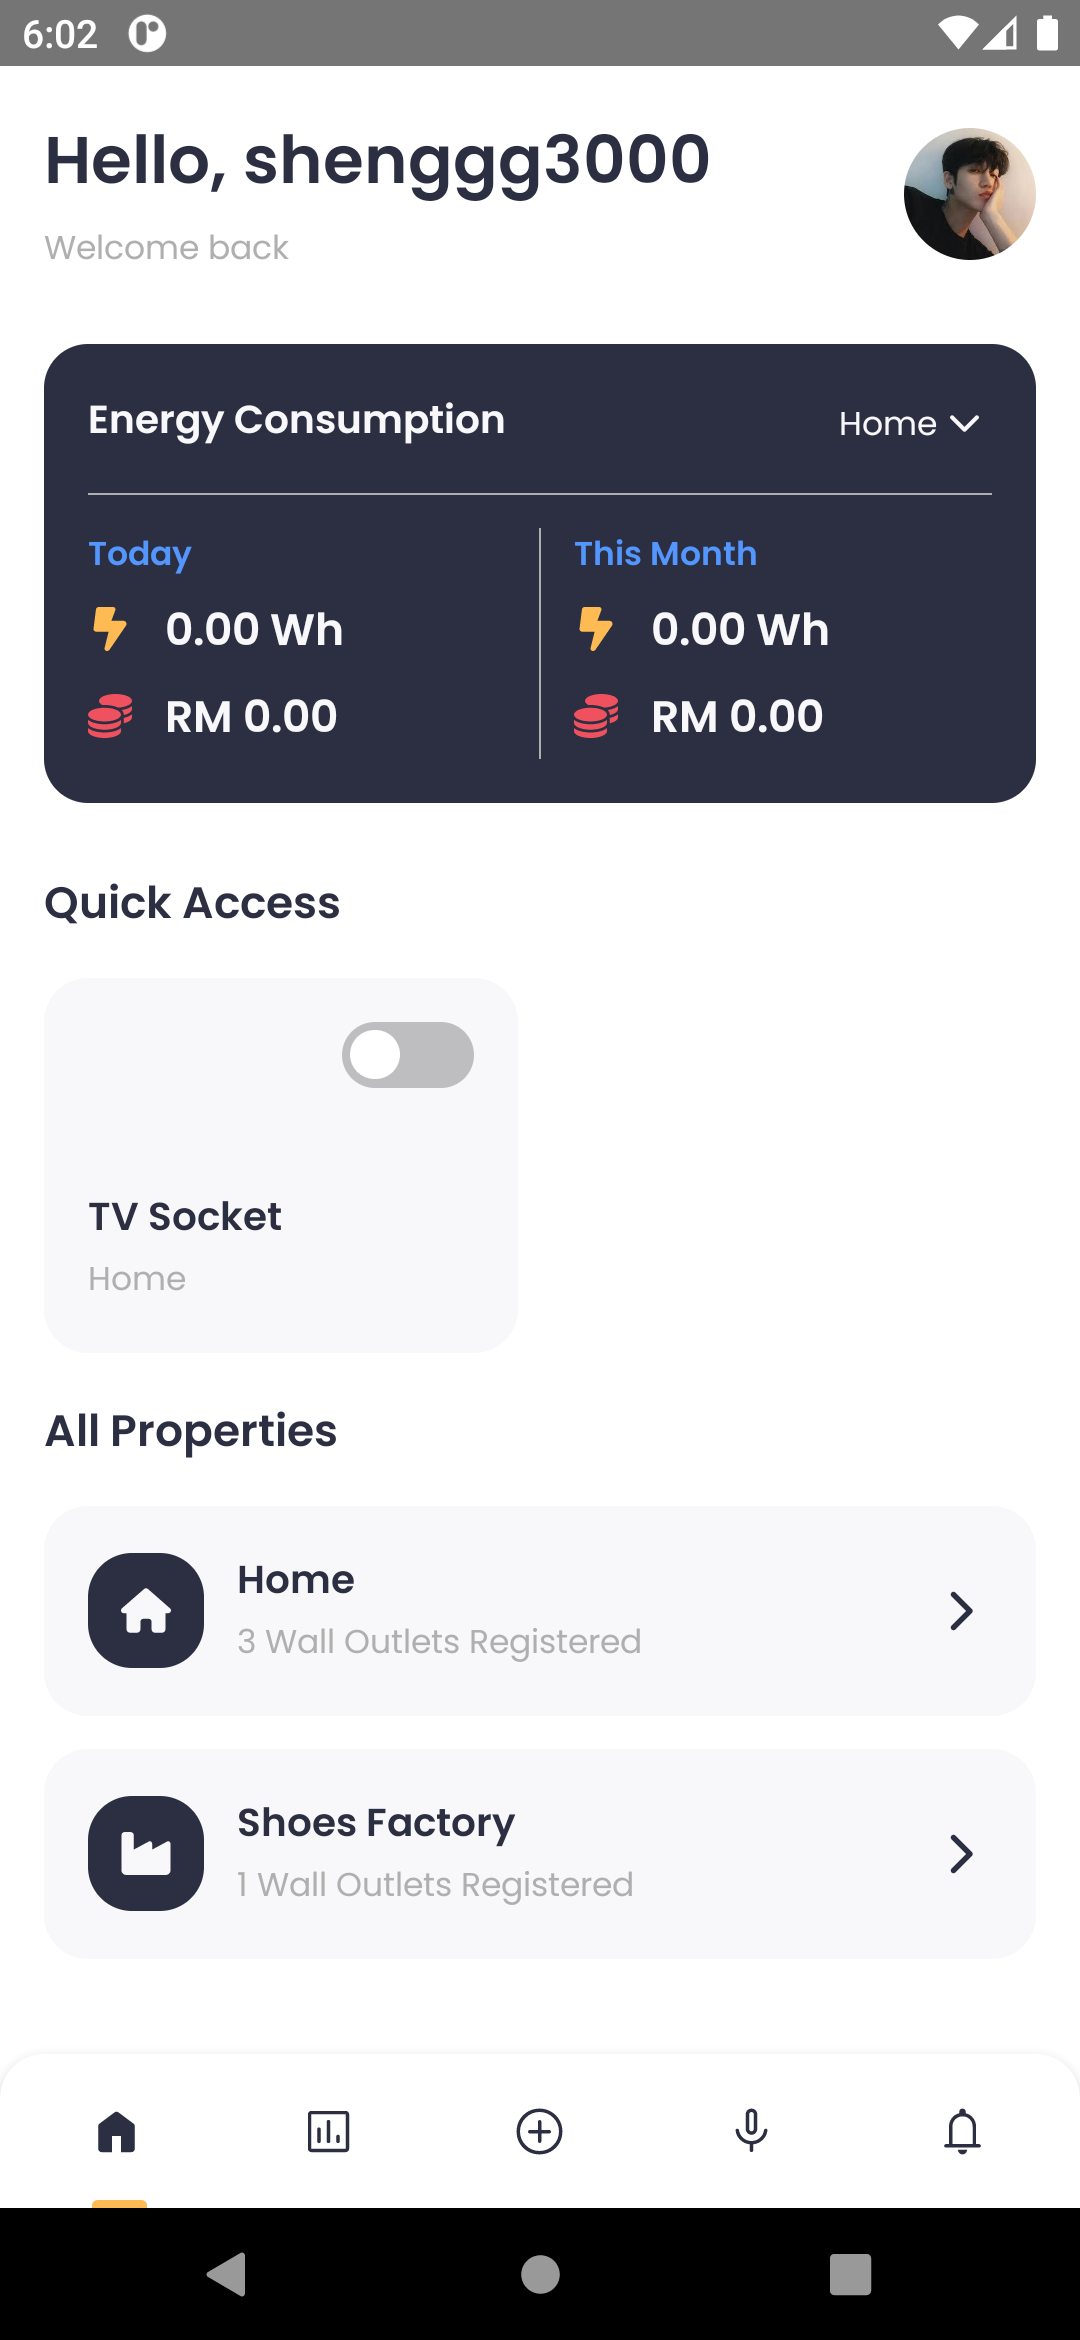 6:02
Hello, shenggg3000
Welcome back
Energy Consumption
Home
Today
This Month
0.00 Wh
0.00 Wh
RM 0.00
RM 0.00
Quick Access
TV Socket
Home
All Properties
Home
3 Wall Outlets Registered
Shoes Factory
1 Wall Outlets Registered